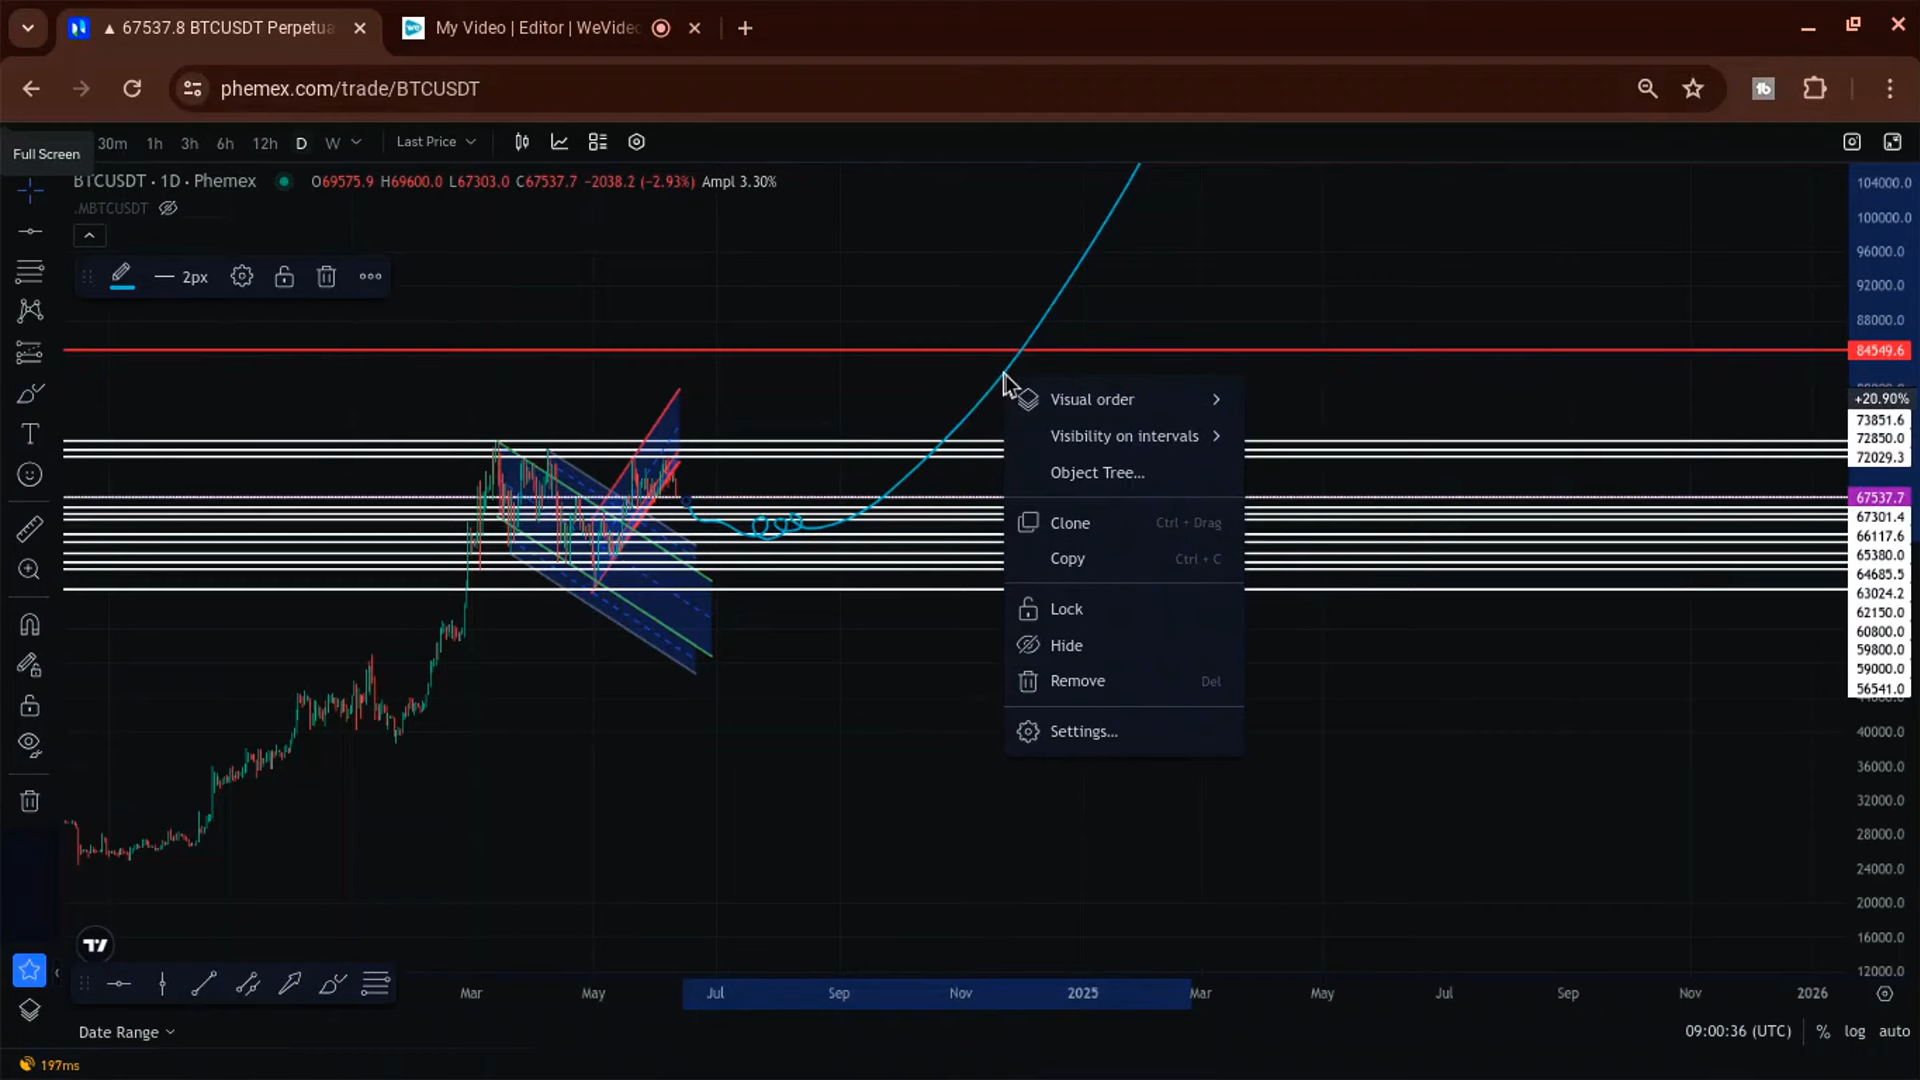 ▲ 67537.8 BTCUSDT Perpetua
My Video | Editor | WeVideo
phemex.com/trade/BTCUSDT
Full Screen
30m 1h 3h 6h 12h D W Last Price
BTCUSDT · 1D · Phemex O69575.9 H69600.0 L67303.0 C67537.7 −2038.2 (−2.93%) Ampl 3.30%
.MBTCUSDT
2px
104000.0
100000.0
96000.0
92000.0
88000.0
84549.6
+20.90%
73851.6
72850.0
72029.3
67537.7
67301.4
66117.6
65380.0
64685.5
63024.2
62150.0
60800.0
59800.0
59000.0
56541.0
40000.0
36000.0
32000.0
28000.0
24000.0
20000.0
16000.0
12000.0
Visual order
Visibility on intervals
Object Tree...
Clone Ctrl + Drag
Copy Ctrl + C
Lock
Hide
Remove Del
Settings...
Mar May Jul Sep Nov 2025 Mar May Jul Sep Nov 2026
Date Range
09:00:36 (UTC) % log auto
197ms